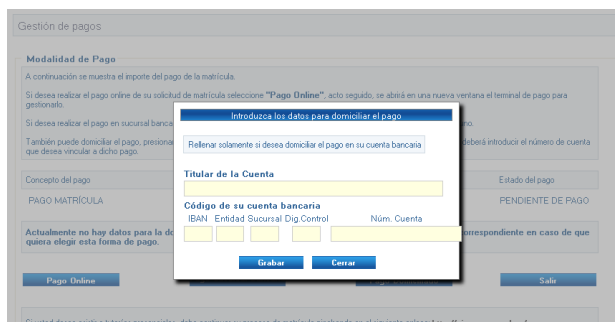 Gestión de pagos
Modalidad de Pago
A continuación se muestra el importe del pago de la matrícula.
Si desea realizar el pago online de su solicitud de matrícula seleccione "Pago Online", acto seguido, se abrirá en una nueva ventana el terminal de pago para
gestionarlo.
Si desea realizar el pago en sucursal banca
También puede domiciliar el pago, presionar
deberá introducir el número de cuenta
que desea vincular a dicho pago.
Introduzca los datos para domiciliar el pago
Rellenar solamente si desea domiciliar el pago en su cuenta bancaria
Titular de la Cuenta
Código de su cuenta bancaria
IBAN Entidad Sucursal Dig.Control Núm. Cuenta
Grabar Cerrar
Concepto del pago Estado del pago
PAGO MATRÍCULA PENDIENTE DE PAGO
Actualmente no hay datos para la do
correspondiente en caso de que
quiera elegir esta forma de pago.
Pago Online Salir